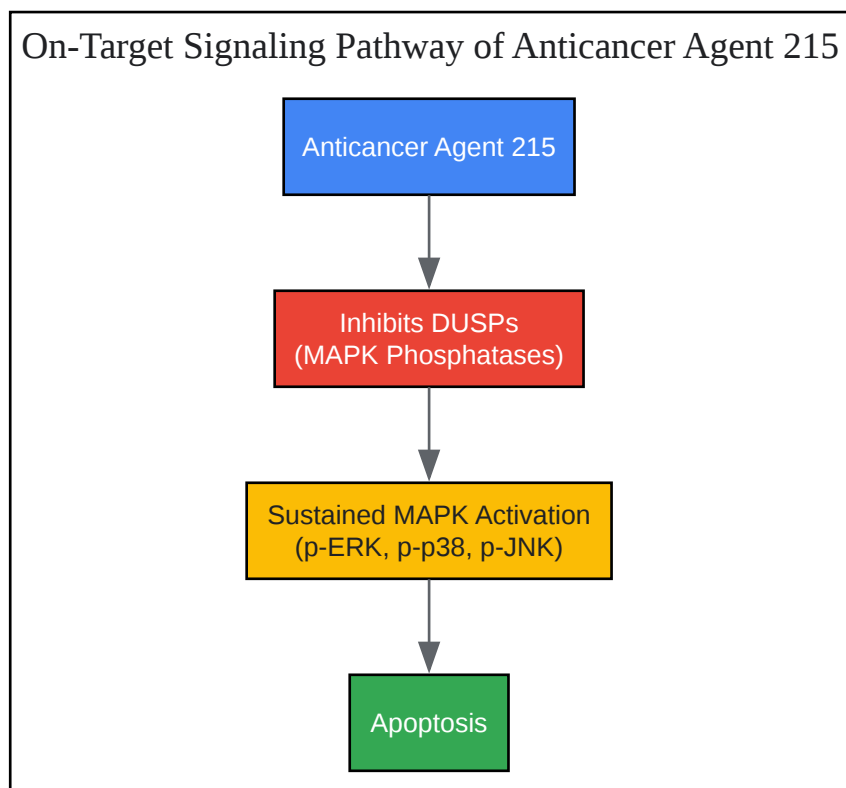 On-Target Signaling Pathway of Anticancer Agent 215
Anticancer Agent 215
Inhibits DUSPs
(MAPK Phosphatases)
Sustained MAPK Activation
(p-ERK, p-p38, p-JNK)
Apoptosis